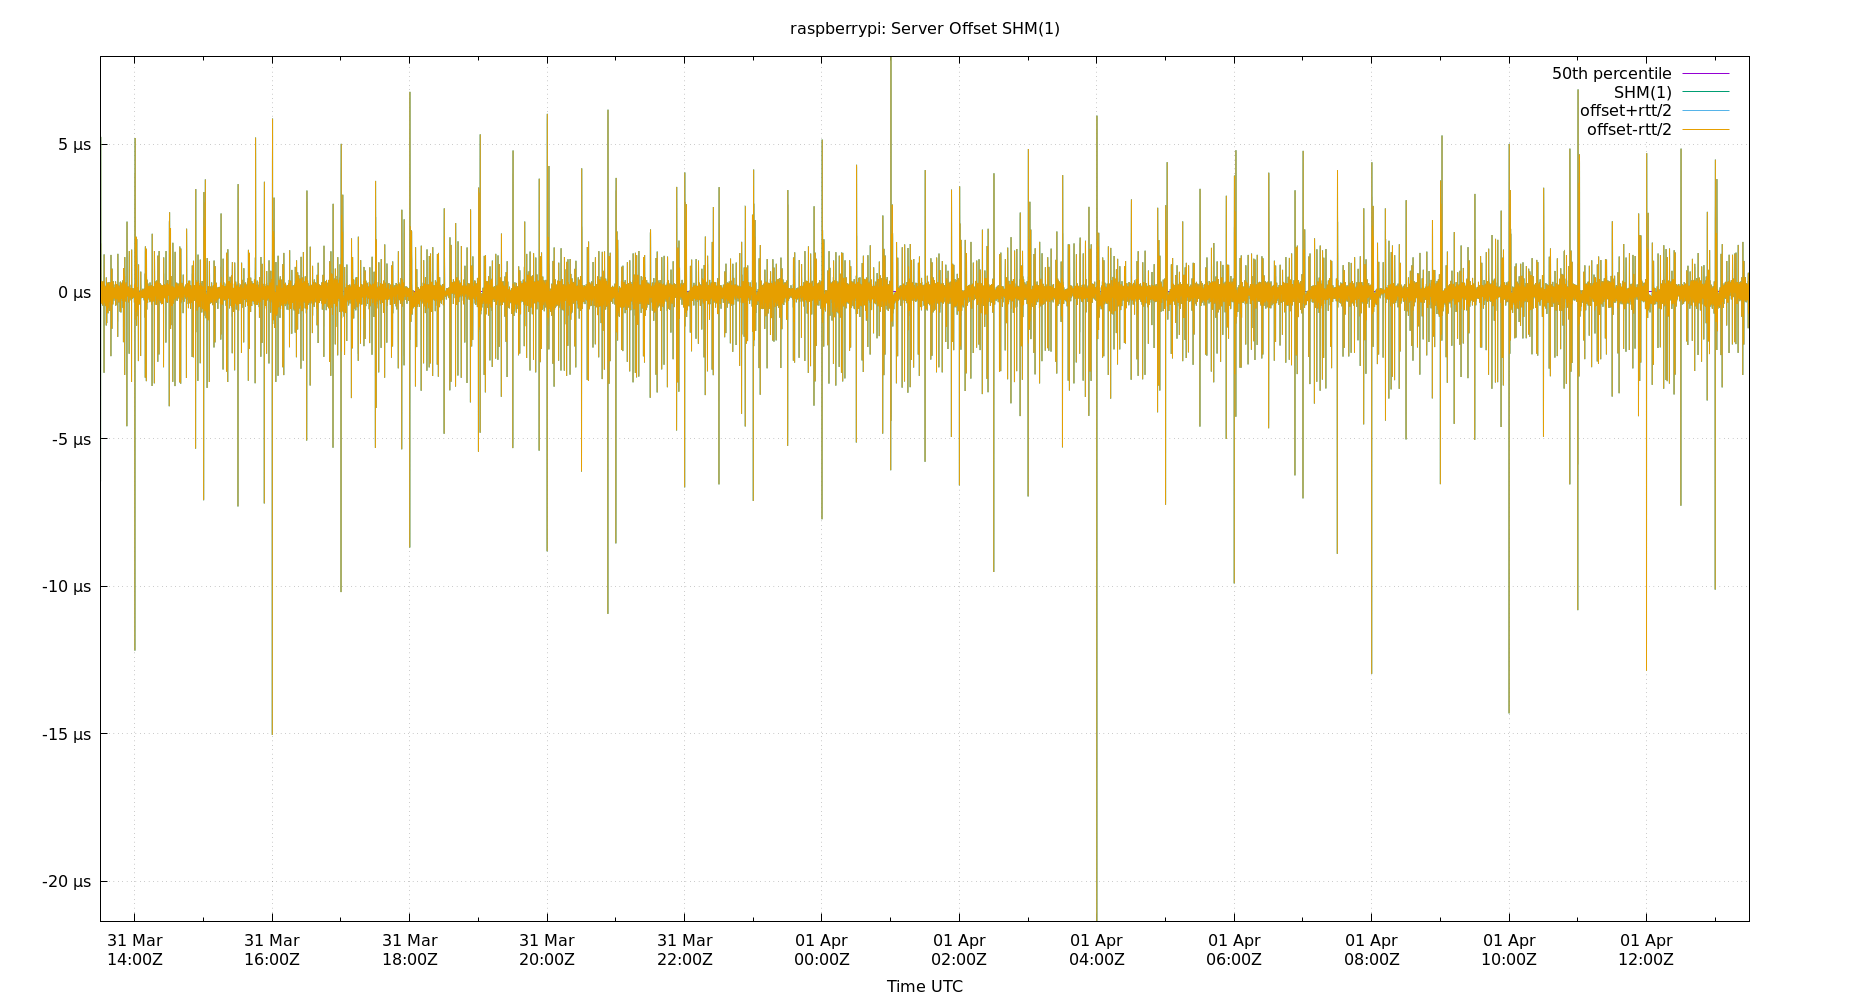 raspberrypi: Server Offset SHM(1)
50th percentile
SHM(1)
offset+rtt/2
offset-rtt/2
5 µs
0 µs
-5 µs
-10 µs
-15 µs
-20 µs
31 Mar 31 Mar 31 Mar 31 Mar 31 Mar 01 Apr 01 Apr 01 Apr 01 Apr 01 Apr 01 Apr 01 Apr
14:00Z 16:00Z 18:00Z 20:00Z 22:00Z 00:00Z 02:00Z 04:00Z 06:00Z 08:00Z 10:00Z 12:00Z
Time UTC